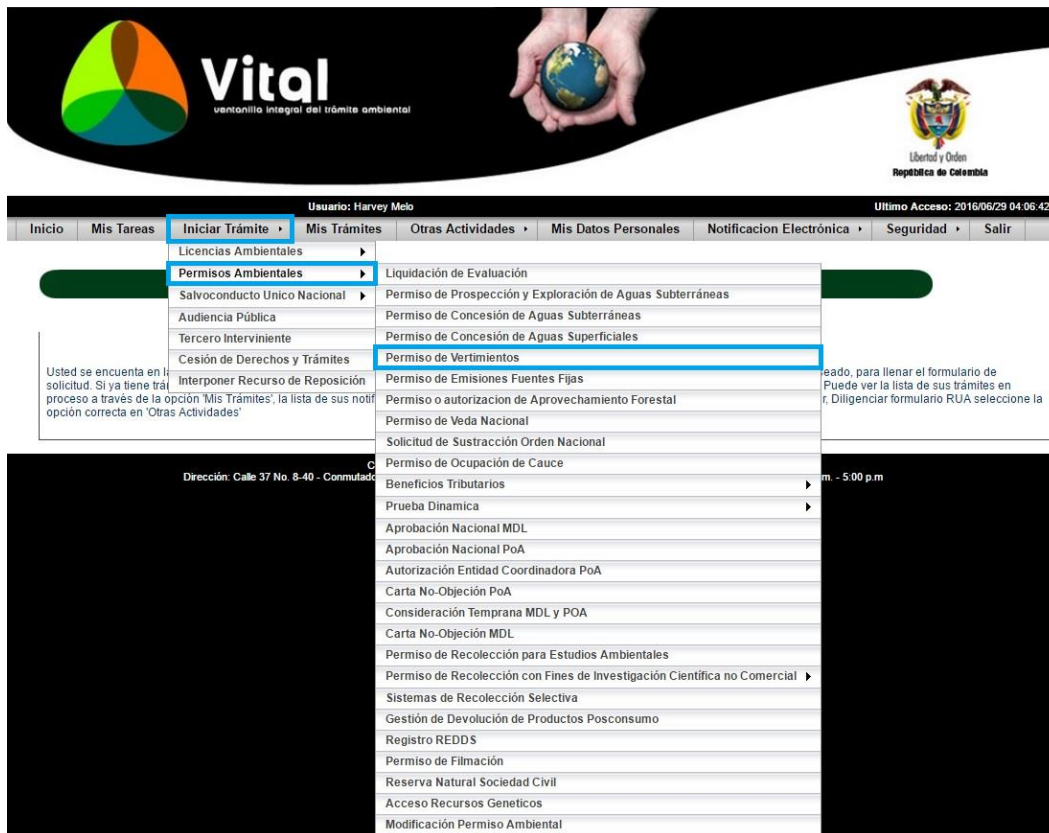 Vital
ventanilla integral del trámite ambiental
Libertad y Orden
República de Colombia
Usuario: Harvey Melo
Ultimo Acceso: 2016/06/29 04:06:42
Inicio Mis Tareas Iniciar Trámite Mis Trámites Otras Actividades Mis Datos Personales Notificacion Electrónica Seguridad Salir
Licencias Ambientales
Permisos Ambientales
Salvoconducto Unico Nacional
Audiencia Pública
Tercero Interviniente
Cesión de Derechos y Trámites
Interponer Recurso de Reposición
Liquidación de Evaluación
Permiso de Prospección y Exploración de Aguas Subterráneas
Permiso de Concesión de Aguas Subterráneas
Permiso de Concesión de Aguas Superficiales
Permiso de Vertimientos
Permiso de Emisiones Fuentes Fijas
Permiso o autorizacion de Aprovechamiento Forestal
Permiso de Veda Nacional
Solicitud de Sustracción Orden Nacional
Permiso de Ocupación de Cauce
Beneficios Tributarios
Prueba Dinamica
Aprobación Nacional MDL
Aprobación Nacional PoA
Autorización Entidad Coordinadora PoA
Carta No-Objeción PoA
Consideración Temprana MDL y POA
Carta No-Objeción MDL
Permiso de Recolección para Estudios Ambientales
Permiso de Recolección con Fines de Investigación Científica no Comercial
Sistemas de Recolección Selectiva
Gestión de Devolución de Productos Posconsumo
Registro REDDS
Permiso de Filmación
Reserva Natural Sociedad Civil
Acceso Recursos Geneticos
Modificación Permiso Ambiental
Usted se encuenta en para llenar el formulario de
solicitud. Si ya tiene Puede ver la lista de sus trámites en
proceso a través de la opción 'Mis Trámites', la lista de sus Diligenciar formulario RUA seleccione la
opción correcta en 'Otras Actividades'
Dirección: Calle 37 No. 8-40 - m. - 5:00 p.m